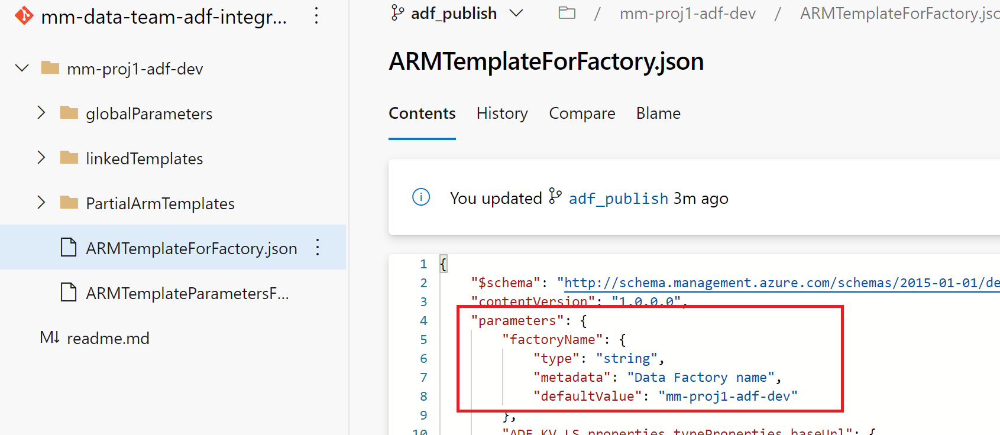 mm-data-team-adf-integr...
mm-proj1-adf-dev
globalParameters
linkedTemplates
PartialArmTemplates
ARMTemplateForFactory.json
ARMTemplateParametersF...
M↓ readme.md
adf_publish / mm-proj1-adf-dev / ARMTemplateForFactory.jso
ARMTemplateForFactory.json
Contents History Compare Blame
You updated adf_publish 3m ago
1 {
2 "$schema": "http://schema.management.azure.com/schemas/2015-01-01/de
3 "contentVersion": "1.0.0.0",
4 "parameters": {
5 "factoryName": {
6 "type": "string",
7 "metadata": "Data Factory name",
8 "defaultValue": "mm-proj1-adf-dev"
9 },
10 "ADF_KV_LS_properties_typeProperties_baseUrl": {